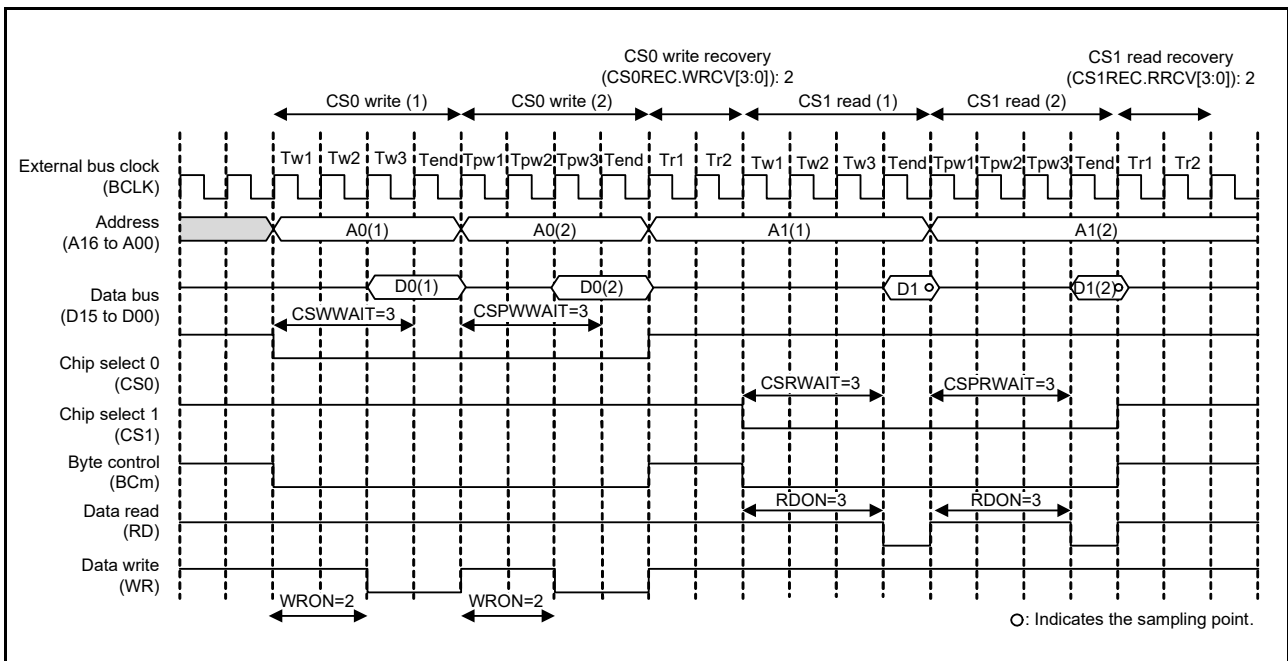 CS0 write recovery
(CS0REC.WRCV[3:0]): 2
CS1 read recovery
(CS1REC.RRCV[3:0]): 2
CS0 write (1)
CS0 write (2)
CS1 read (1)
CS1 read (2)
Tw1 Tw2 Tw3 Tend Tpw1 Tpw2 Tpw3 Tend Tr1 Tr2 Tw1 Tw2 Tw3 Tend Tpw1 Tpw2 Tpw3 Tend Tr1 Tr2
External bus clock
(BCLK)
Address
(A16 to A00)
A0(1)
A0(2)
A1(1)
A1(2)
Data bus
(D15 to D00)
D0(1)
D0(2)
D1
D1(2)
CSWWAIT=3
CSPWWAIT=3
Chip select 0
(CS0)
CSRWAIT=3
CSPRWAIT=3
Chip select 1
(CS1)
Byte control
(BCm)
RDON=3
RDON=3
Data read
(RD)
Data write
(WR)
WRON=2
WRON=2
: Indicates the sampling point.